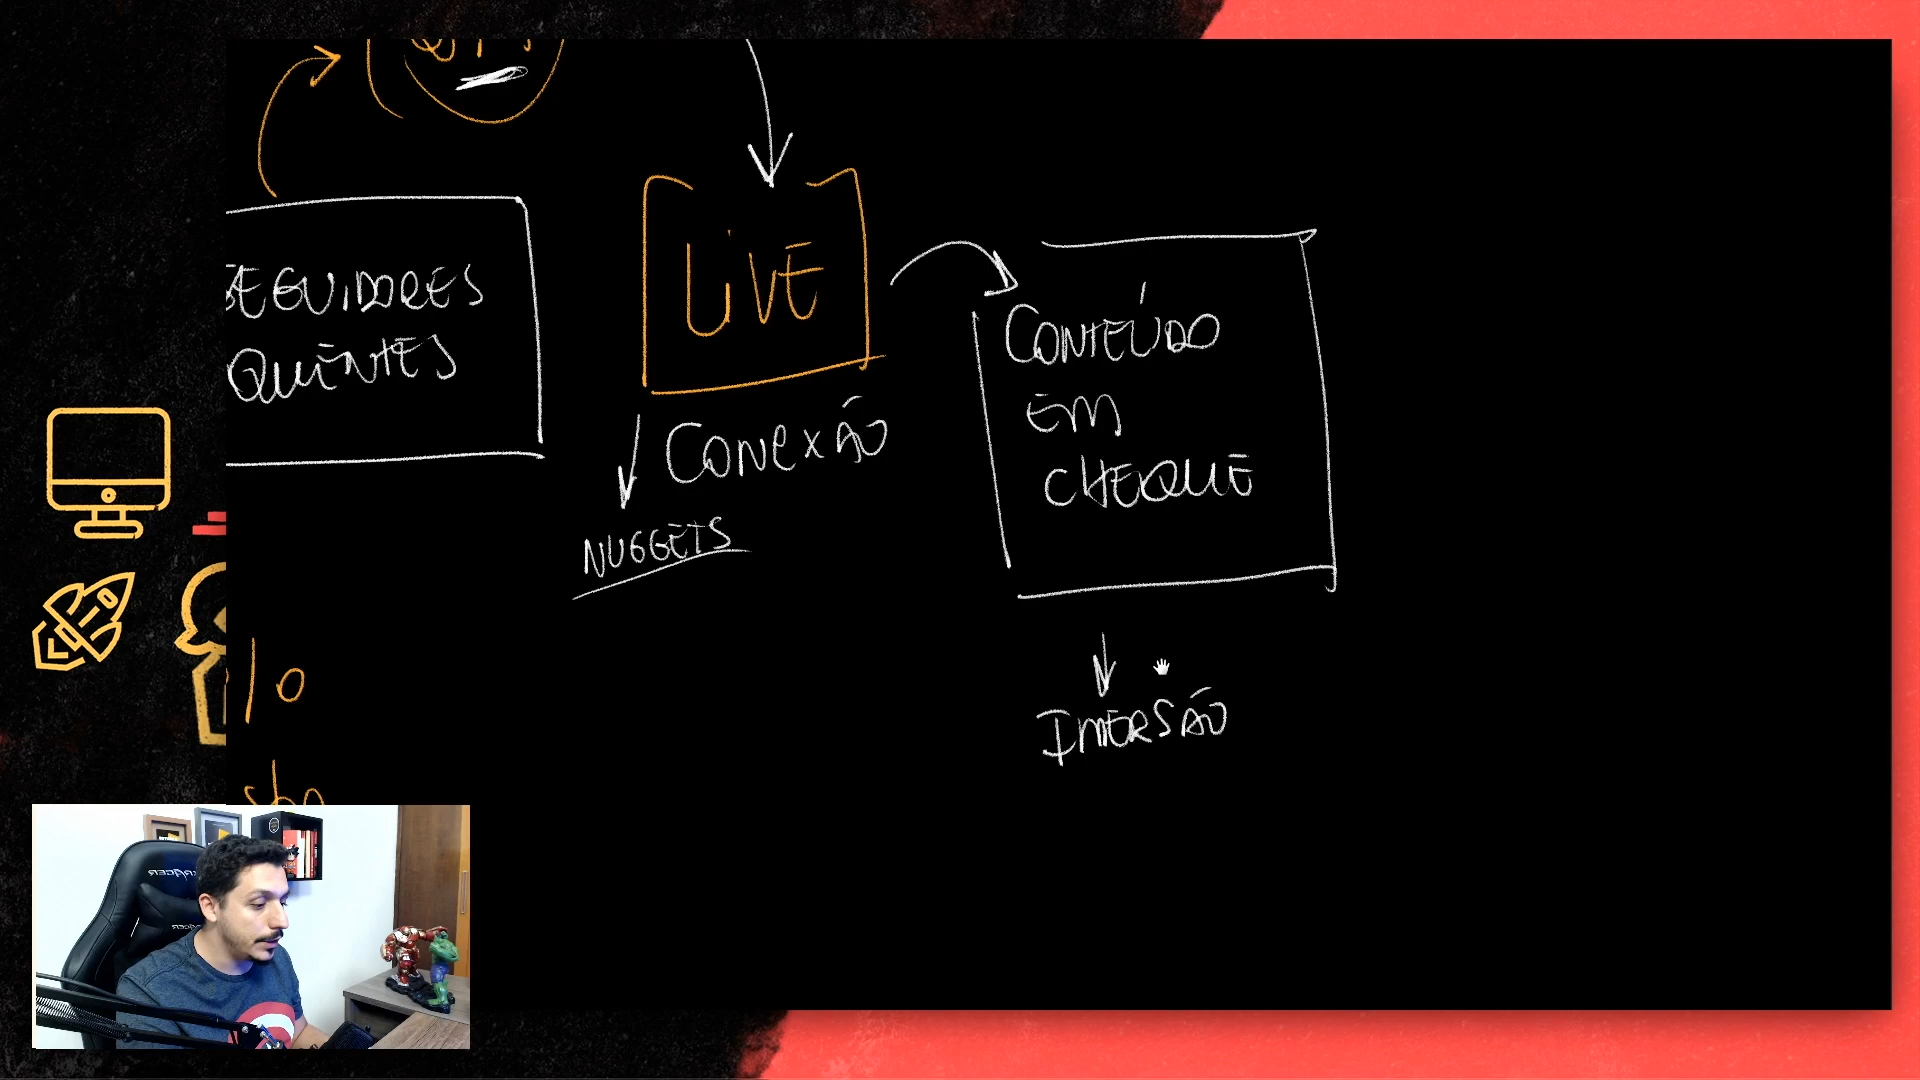 SEGUIDORES
QUENTES
LiVE
CONEXÃO
NUGGETS
CONTEÚDO
EM
CHEQUE
IMERSÃO